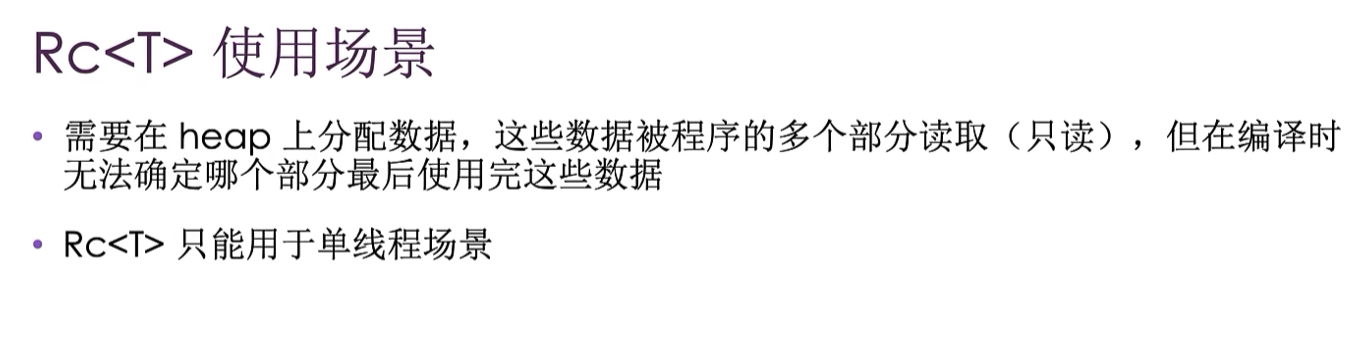 Rc<T> 使用场景
• 需要在 heap 上分配数据，这些数据被程序的多个部分读取（只读），但在编译时
无法确定哪个部分最后使用完这些数据
• Rc<T> 只能用于单线程场景